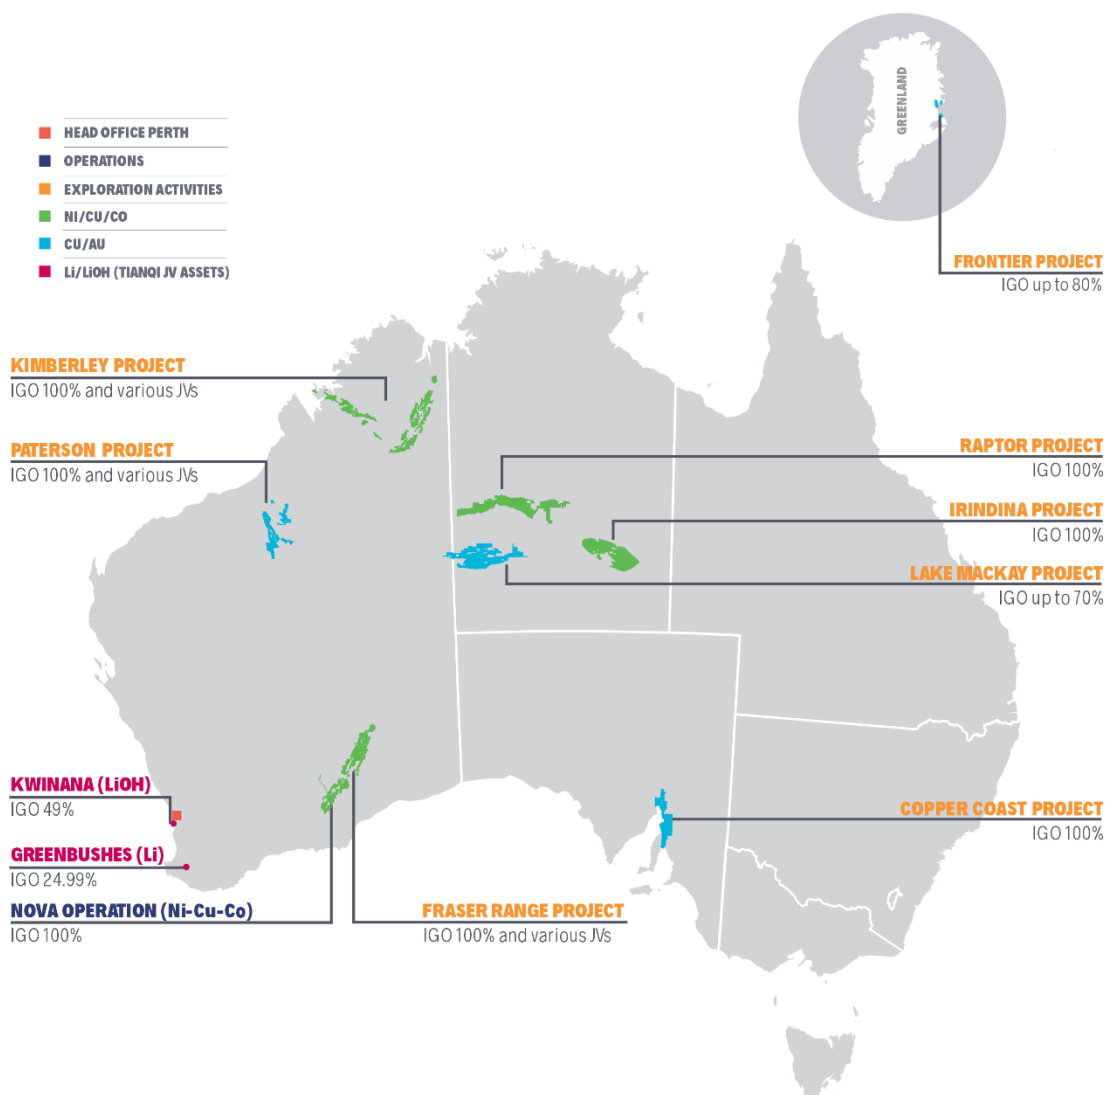 GREENLAND
HEAD OFFICE PERTH
OPERATIONS
EXPLORATION ACTIVITIES
NI/CU/CO
CU/AU
Li/LiOH (TIANQI JV ASSETS)
FRONTIER PROJECT
IGO up to 80%
KIMBERLEY PROJECT
IGO 100% and various JVs
PATERSON PROJECT
IGO 100% and various JVs
RAPTOR PROJECT
IGO 100%
IRINDINA PROJECT
IGO 100%
LAKE MACKAY PROJECT
IGO up to 70%
KWINANA (LiOH)
IGO 49%
GREENBUSHES (Li)
IGO 24.99%
NOVA OPERATION (Ni-Cu-Co)
IGO 100%
FRASER RANGE PROJECT
IGO 100% and various JVs
COPPER COAST PROJECT
IGO 100%